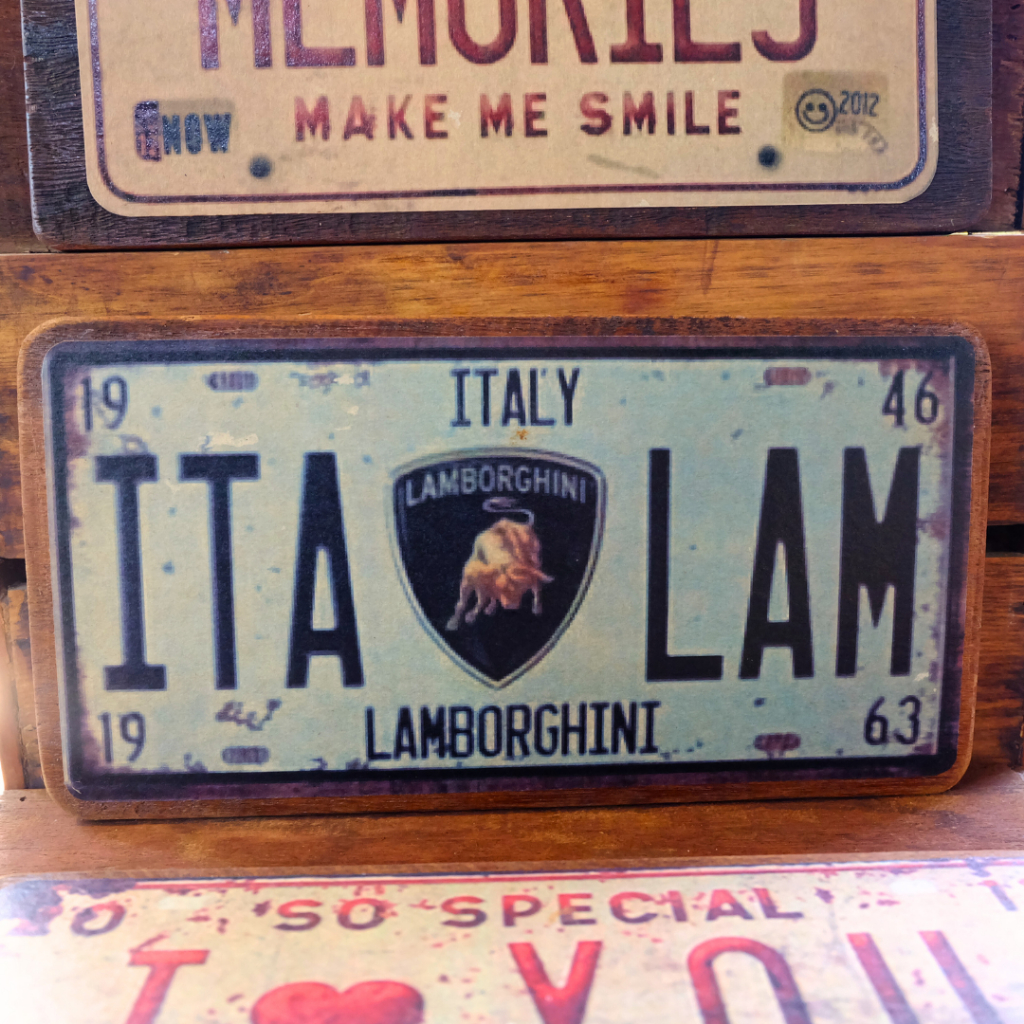 MEMORIES
MAKE ME SMILE
NOW
2012
19 ITALY 46
ITA LAMBORGHINI LAM
19 LAMBORGHINI 63
SO SPECIAL
I ❤ YOU